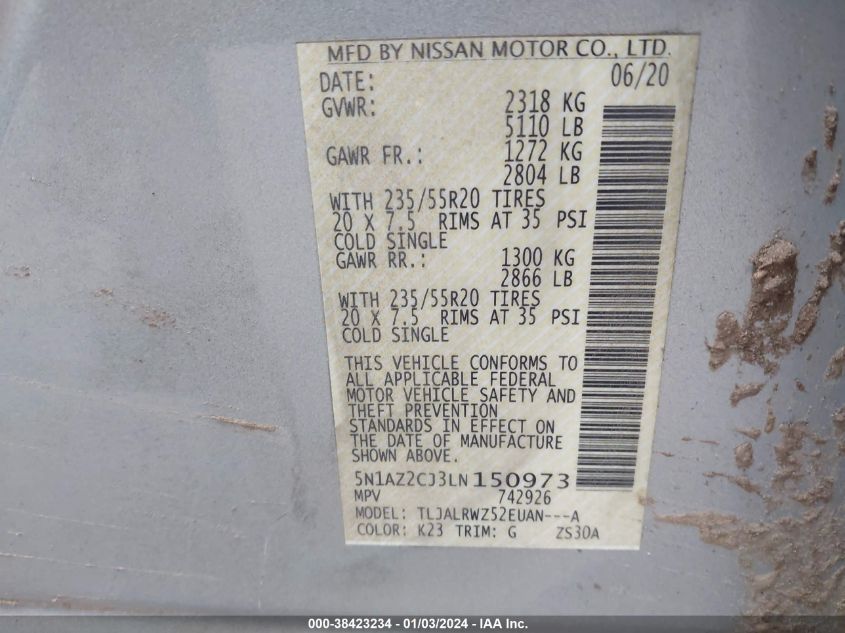 MFD BY NISSAN MOTOR CO., LTD.
DATE: 06/20
GVWR: 2318 KG
5110 LB
GAWR FR.: 1272 KG
2804 LB
WITH 235/55R20 TIRES
20 X 7.5 RIMS AT 35 PSI
COLD SINGLE
GAWR RR.: 1300 KG
2866 LB
WITH 235/55R20 TIRES
20 X 7.5 RIMS AT 35 PSI
COLD SINGLE
THIS VEHICLE CONFORMS TO
ALL APPLICABLE FEDERAL
MOTOR VEHICLE SAFETY AND
THEFT PREVENTION
STANDARDS IN EFFECT ON
THE DATE OF MANUFACTURE
SHOWN ABOVE.
5N1AZ2CJ3LN150973
MPV 742926
MODEL: TLJALRWZ52EUAN---A
COLOR: K23 TRIM: G ZS30A
000-38423234 - 01/03/2024 - IAA Inc.